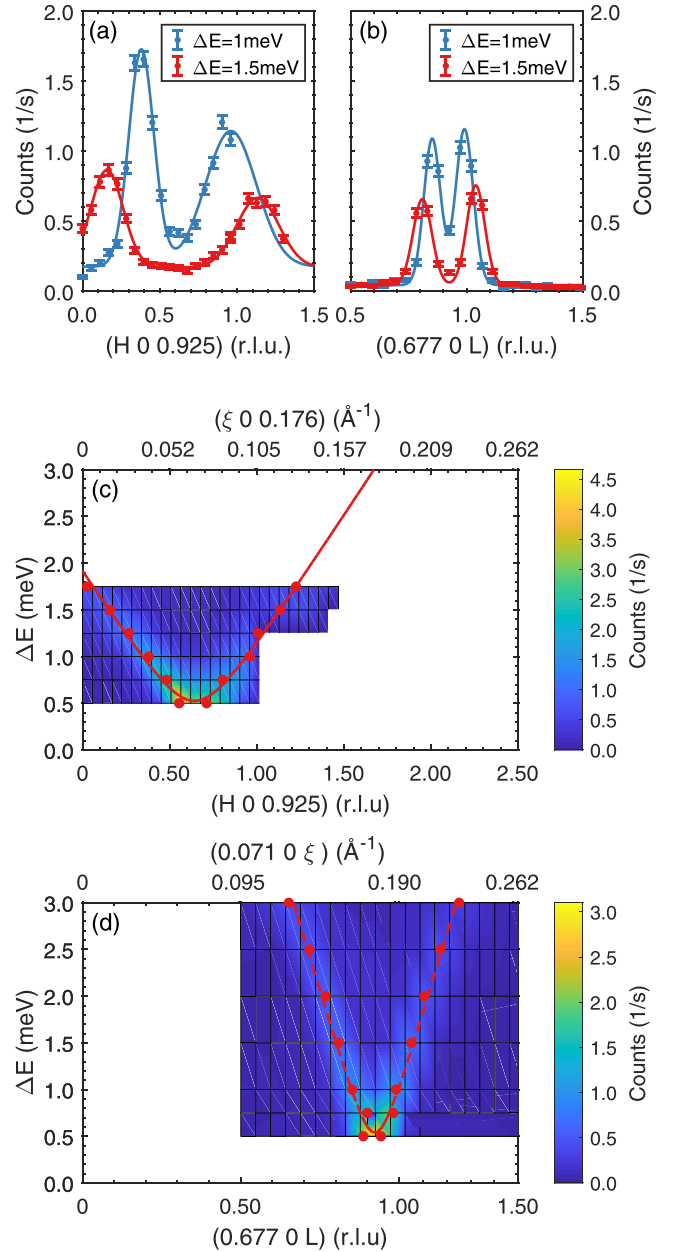 (a) (b)
ΔE=1meV ΔE=1meV
ΔE=1.5meV ΔE=1.5meV
2.0 2.0
1.5 1.5
1.0 1.0
0.5 0.5
0.0 0.0
Counts (1/s) Counts (1/s)
0.0 0.5 1.0 1.5 0.5 1.0 1.5
(H 0 0.925) (r.l.u.) (0.677 0 L) (r.l.u.)
(ξ 0 0.176) (Å-1)
0 0.052 0.105 0.157 0.209 0.262
(c)
3.0
2.5
2.0
1.5
1.0
0.5
0.0
ΔE (meV)
4.5
4.0
3.5
3.0
2.5
2.0
1.5
1.0
0.5
0.0
Counts (1/s)
0 0.50 1.00 1.50 2.00 2.50
(H 0 0.925) (r.l.u)
(0.071 0 ξ ) (Å-1)
0 0.095 0.190 0.262
(d)
3.0
2.5
2.0
1.5
1.0
0.5
0.0
ΔE (meV)
3.0
2.5
2.0
1.5
1.0
0.5
0.0
Counts (1/s)
0 0.50 1.00 1.50
(0.677 0 L) (r.l.u)